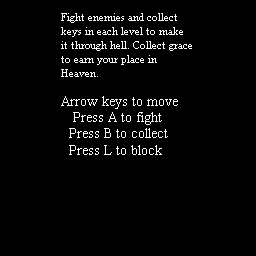 Fight enemies and collect
keys in each level to make
it through hell. Collect grace
to earn your place in
Heaven.
Arrow keys to move
Press A to fight
Press B to collect
Press L to block